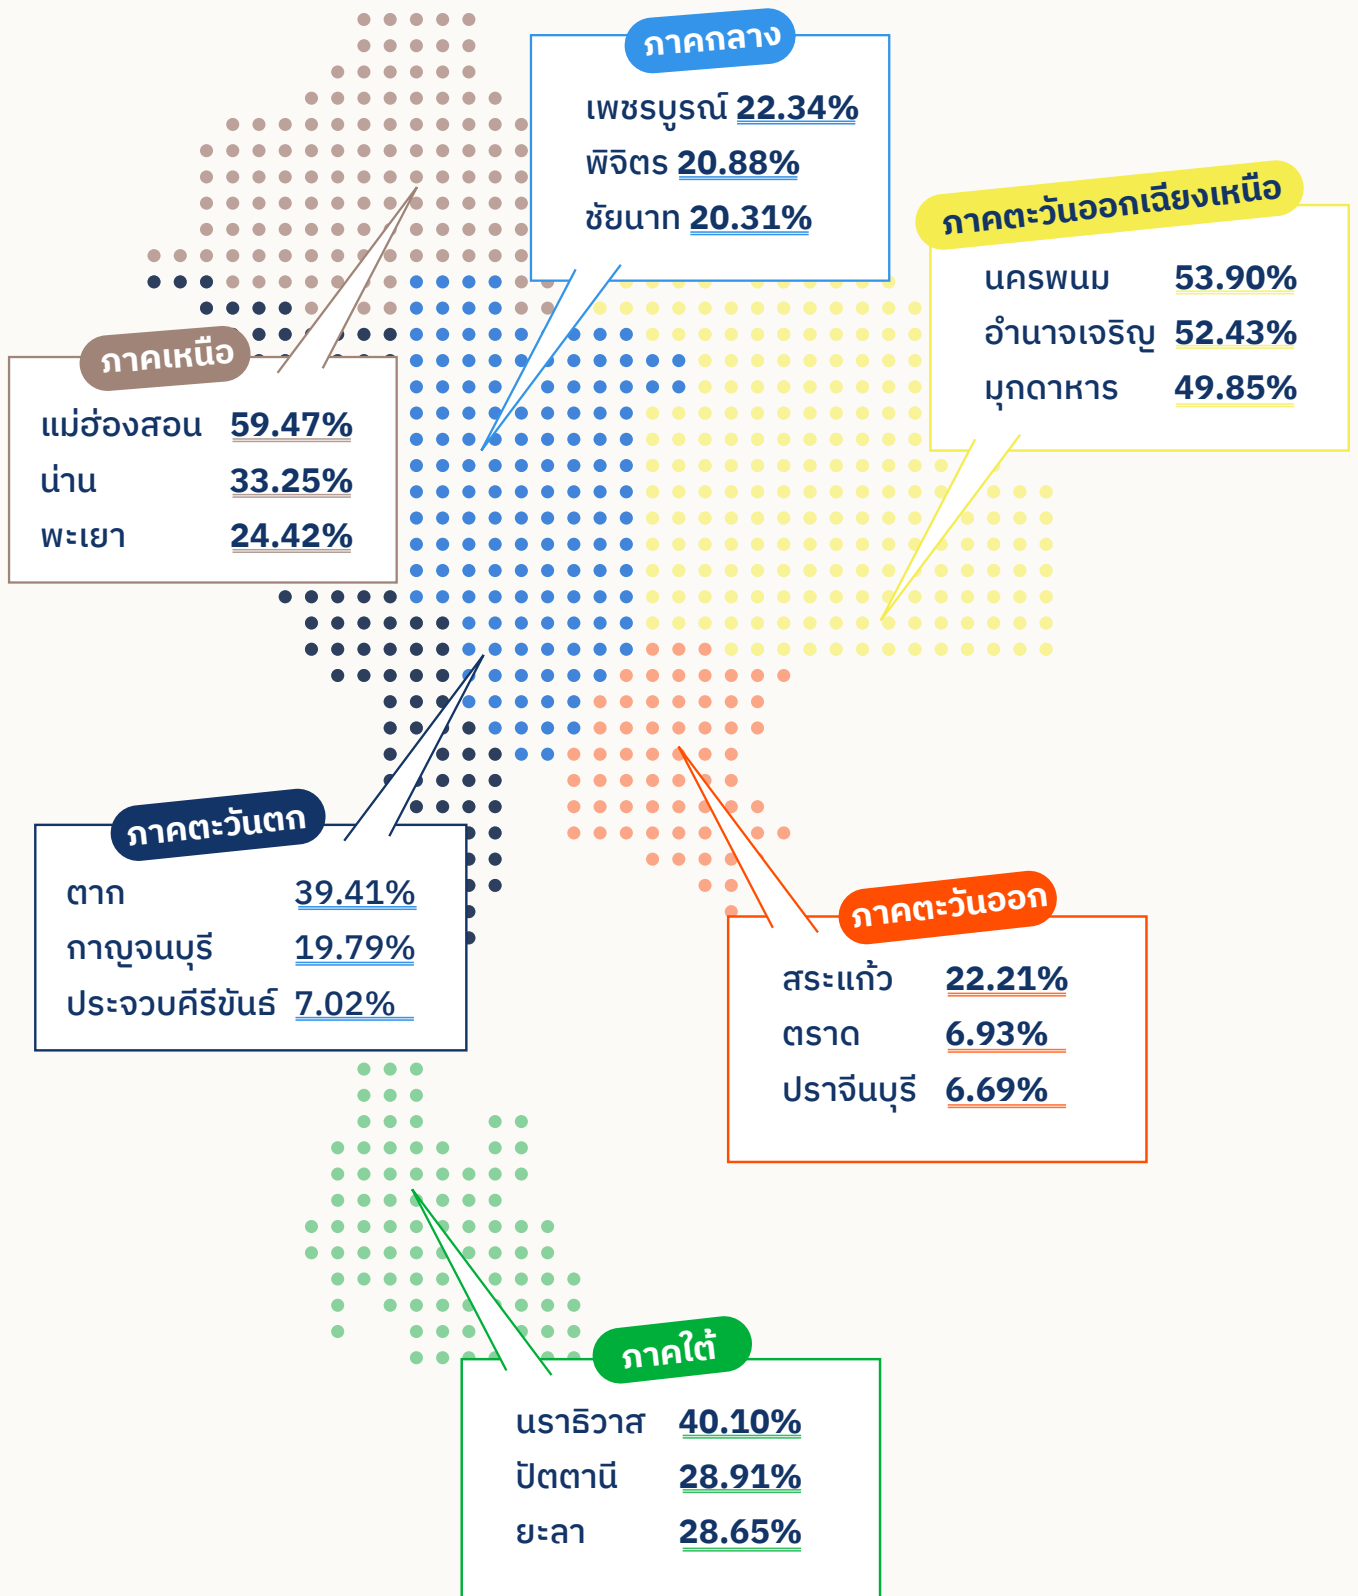 ภาคกลาง
เพชรบูรณ์ 22.34%
พิจิตร 20.88%
ชัยนาท 20.31%
ภาคตะวันออกเฉียงเหนือ
นครพนม 53.90%
อำนาจเจริญ 52.43%
มุกดาหาร 49.85%
ภาคเหนือ
แม่ฮ่องสอน 59.47%
น่าน 33.25%
พะเยา 24.42%
ภาคตะวันตก
ตาก 39.41%
กาญจนบุรี 19.79%
ประจวบคีรีขันธ์ 7.02%
ภาคตะวันออก
สระแก้ว 22.21%
ตราด 6.93%
ปราจีนบุรี 6.69%
ภาคใต้
นราธิวาส 40.10%
ปัตตานี 28.91%
ยะลา 28.65%